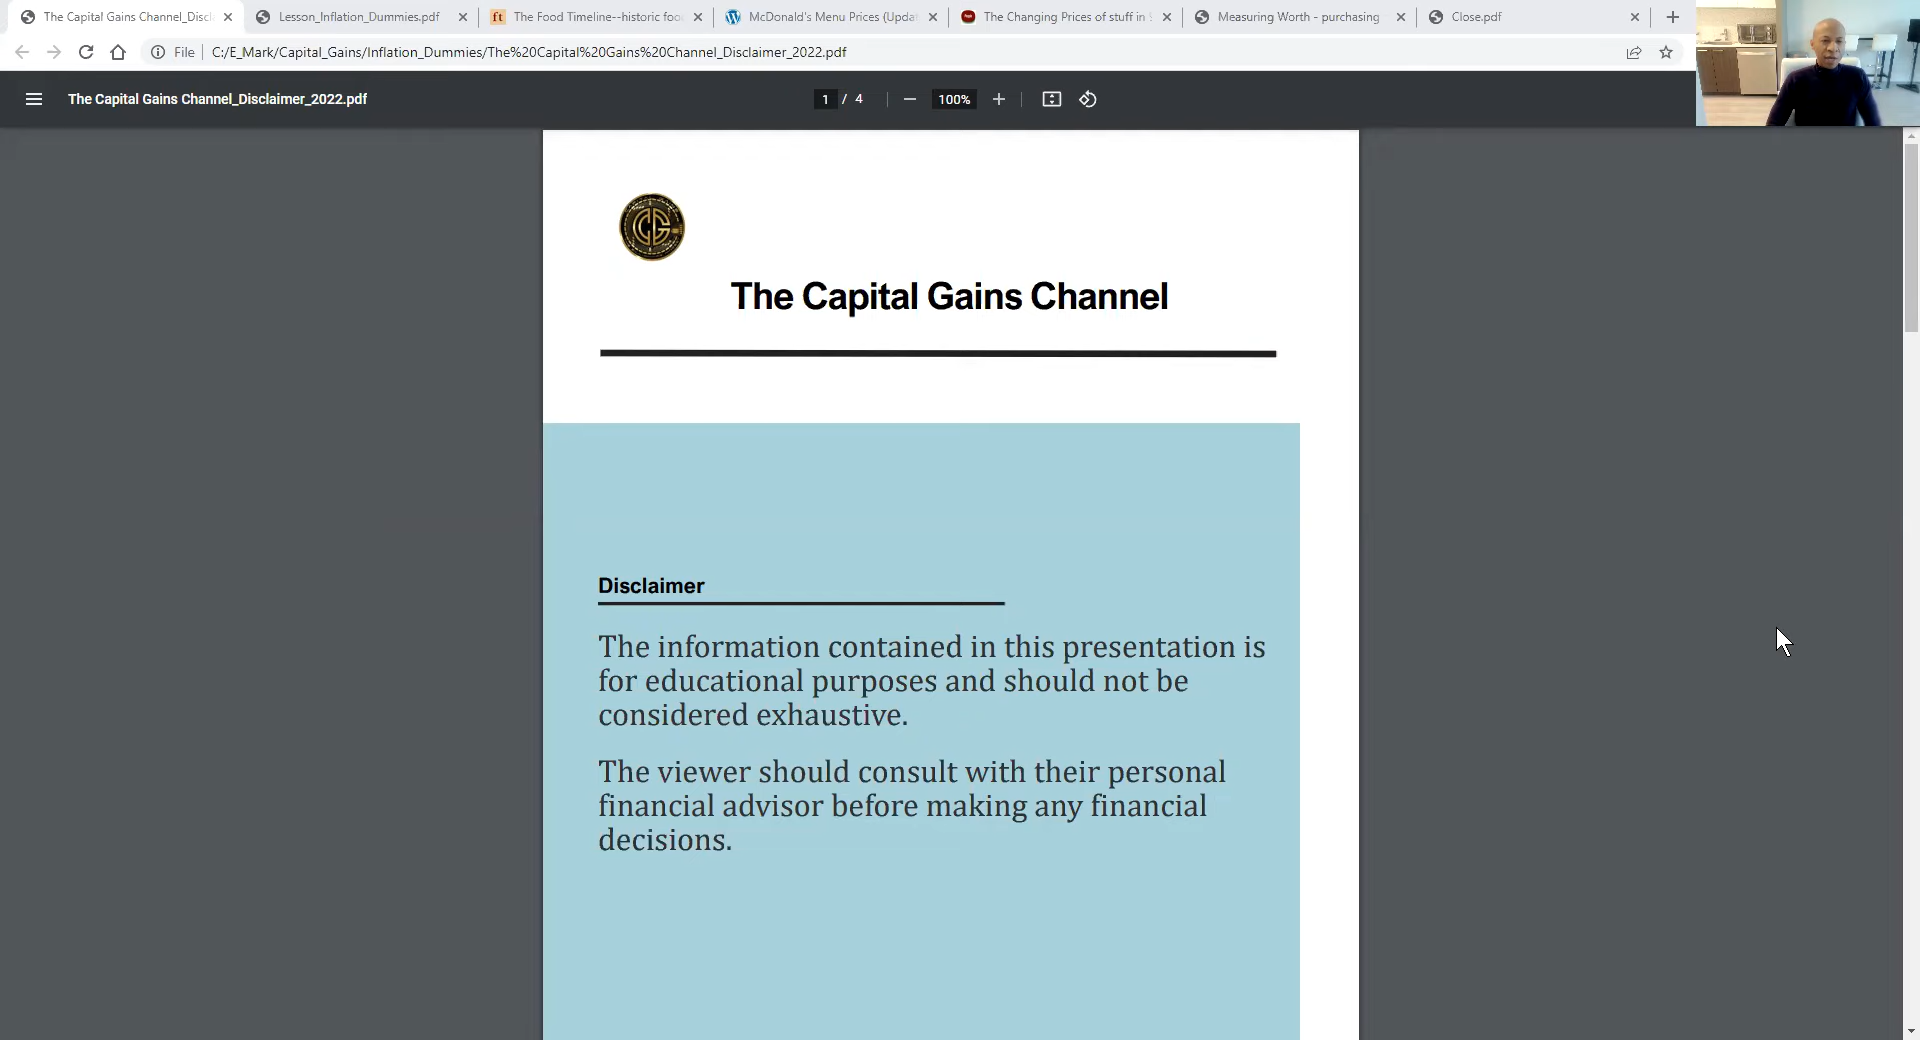 The Capital Gains Channel_Discl
Lesson_Inflation_Dummies.pdf
ft The Food Timeline--historic foo
McDonald's Menu Prices (Updat
The Changing Prices of stuff in
Measuring Worth - purchasing
Close.pdf
File C:/E_Mark/Capital_Gains/Inflation_Dummies/The%20Capital%20Gains%20Channel_Disclaimer_2022.pdf
The Capital Gains Channel_Disclaimer_2022.pdf
1 / 4
100%
CG
The Capital Gains Channel
Disclaimer
The information contained in this presentation is
for educational purposes and should not be
considered exhaustive.
The viewer should consult with their personal
financial advisor before making any financial
decisions.